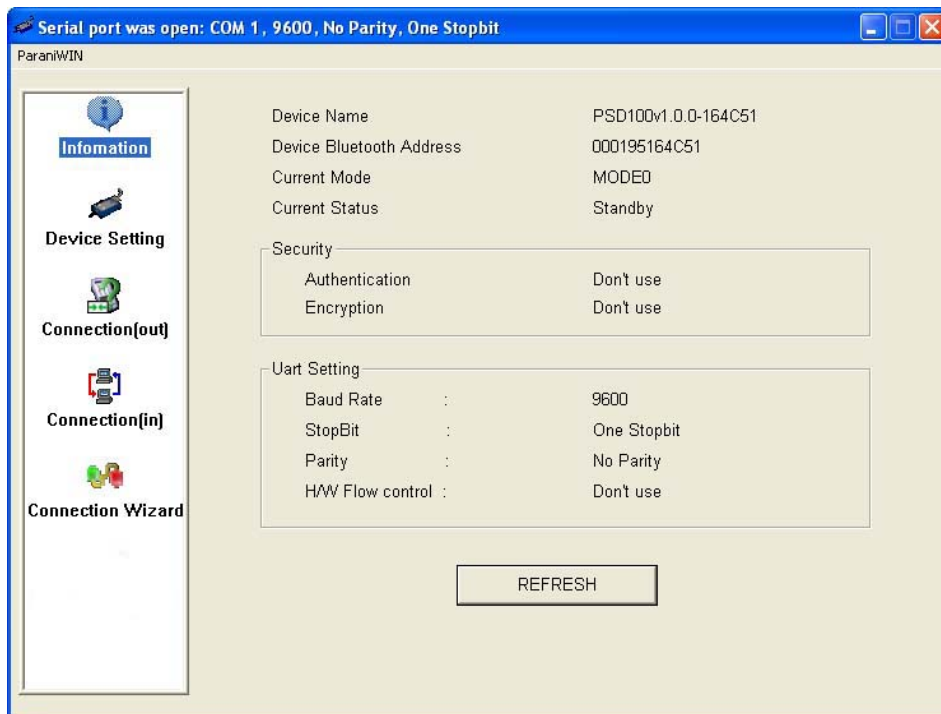 Serial port was open: COM 1, 9600, No Parity, One Stopbit
ParaniWIN
Infomation
Device Setting
Connection(out)
Connection(in)
Connection Wizard
Device Name PSD100v1.0.0-164C51
Device Bluetooth Address 000195164C51
Current Mode MODE0
Current Status Standby
Security
Authentication Don't use
Encryption Don't use
Uart Setting
Baud Rate : 9600
StopBit : One Stopbit
Parity : No Parity
H/W Flow control : Don't use
REFRESH